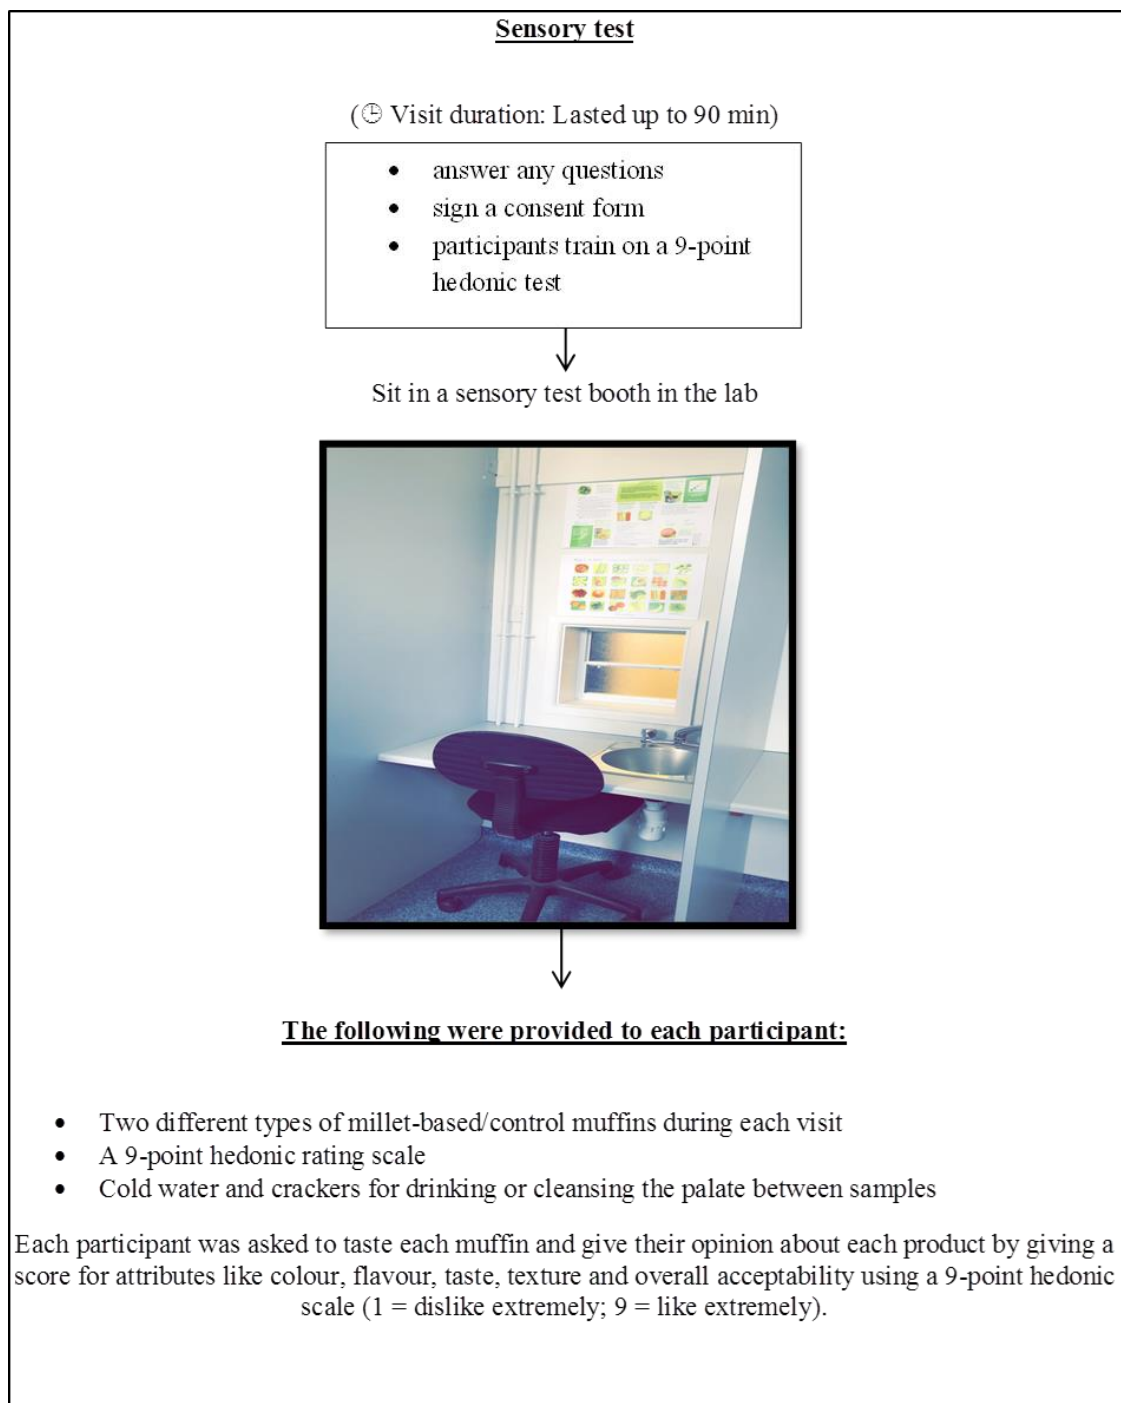 Sensory test
(🕒 Visit duration: Lasted up to 90 min)
• answer any questions
• sign a consent form
• participants train on a 9-point
hedonic test
Sit in a sensory test booth in the lab
The following were provided to each participant:
• Two different types of millet-based/control muffins during each visit
• A 9-point hedonic rating scale
• Cold water and crackers for drinking or cleansing the palate between samples
Each participant was asked to taste each muffin and give their opinion about each product by giving a
score for attributes like colour, flavour, taste, texture and overall acceptability using a 9-point hedonic
scale (1 = dislike extremely; 9 = like extremely).